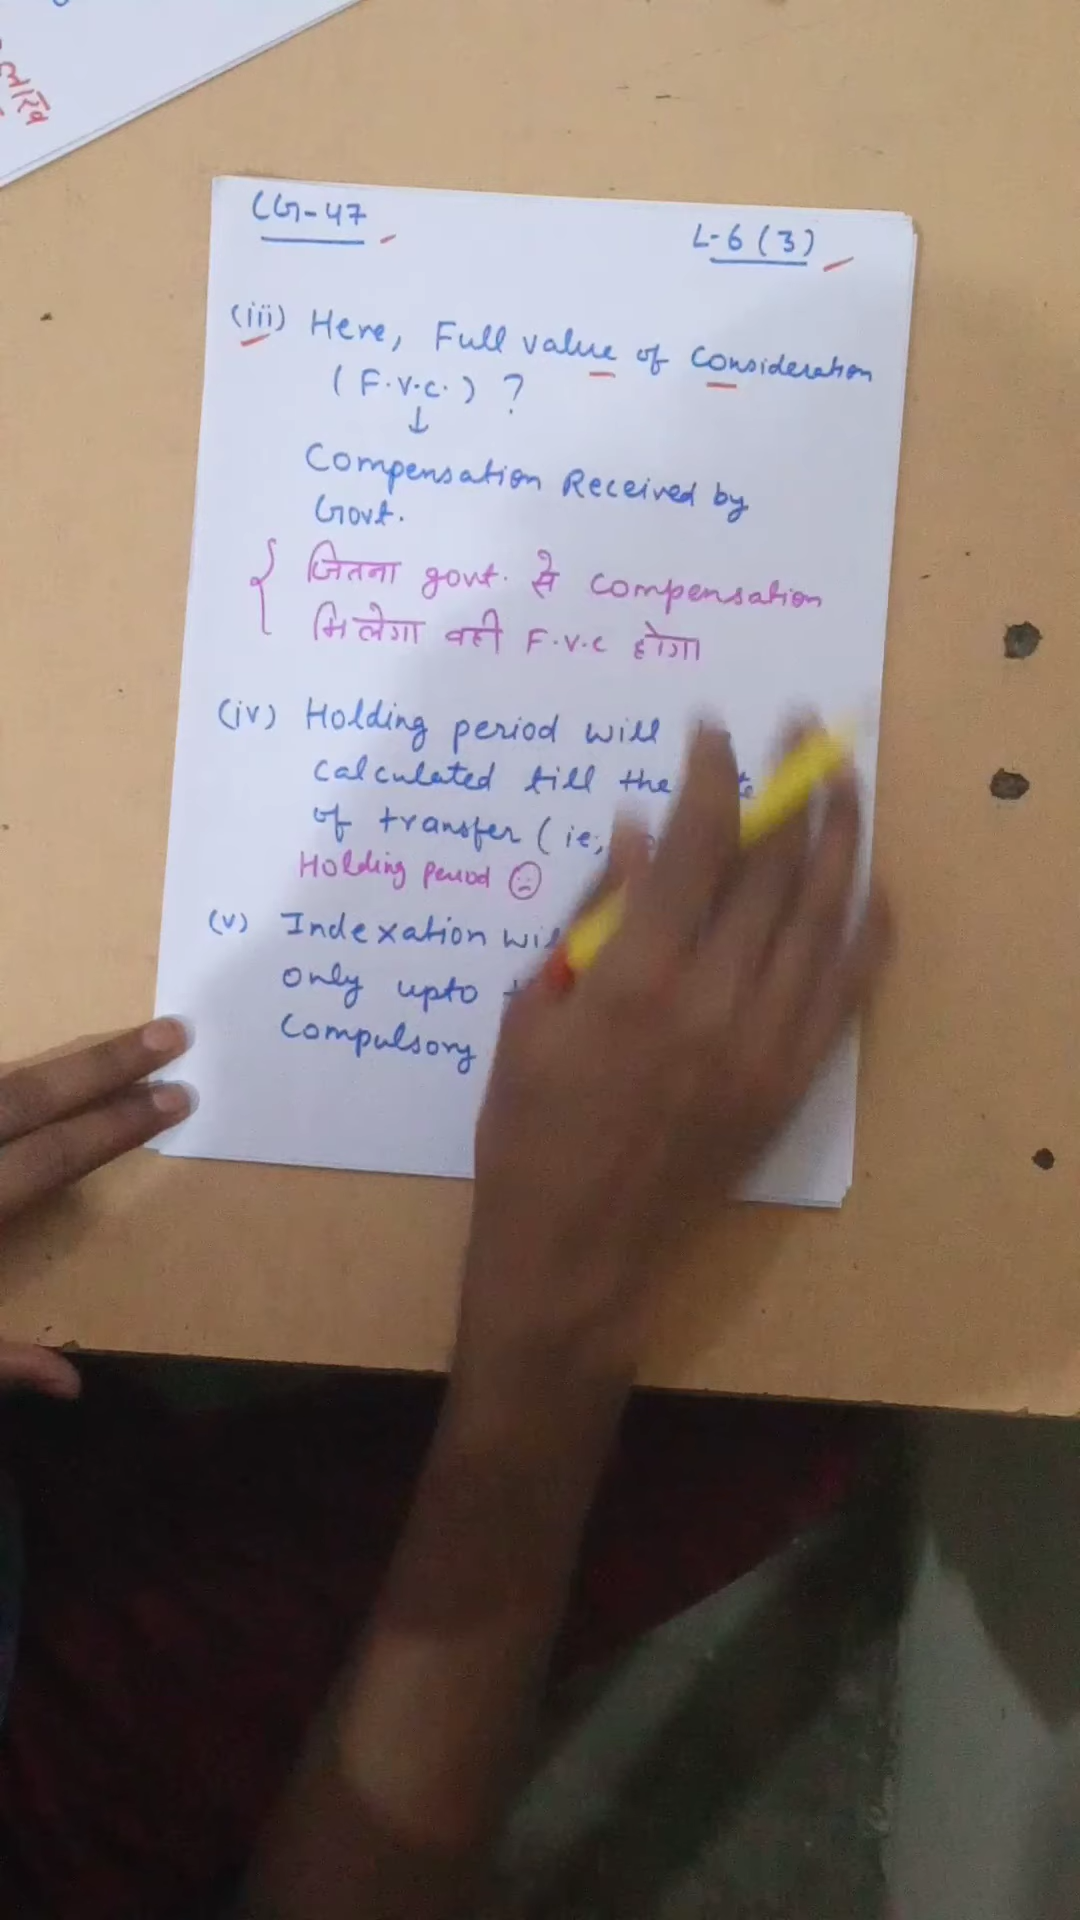 लाख
CG-47
L-6 (3)
(iii) Here, Full value of Consideration
(F.V.C.) ?
↓
Compensation Received by
Govt.
जितना govt. से compensation
मिलेगा वही F.V.C होगा
(iv) Holding period will
calculated till the
of transfer (ie;
Holding period ☹
(v) Indexation
only upto
Compulsory